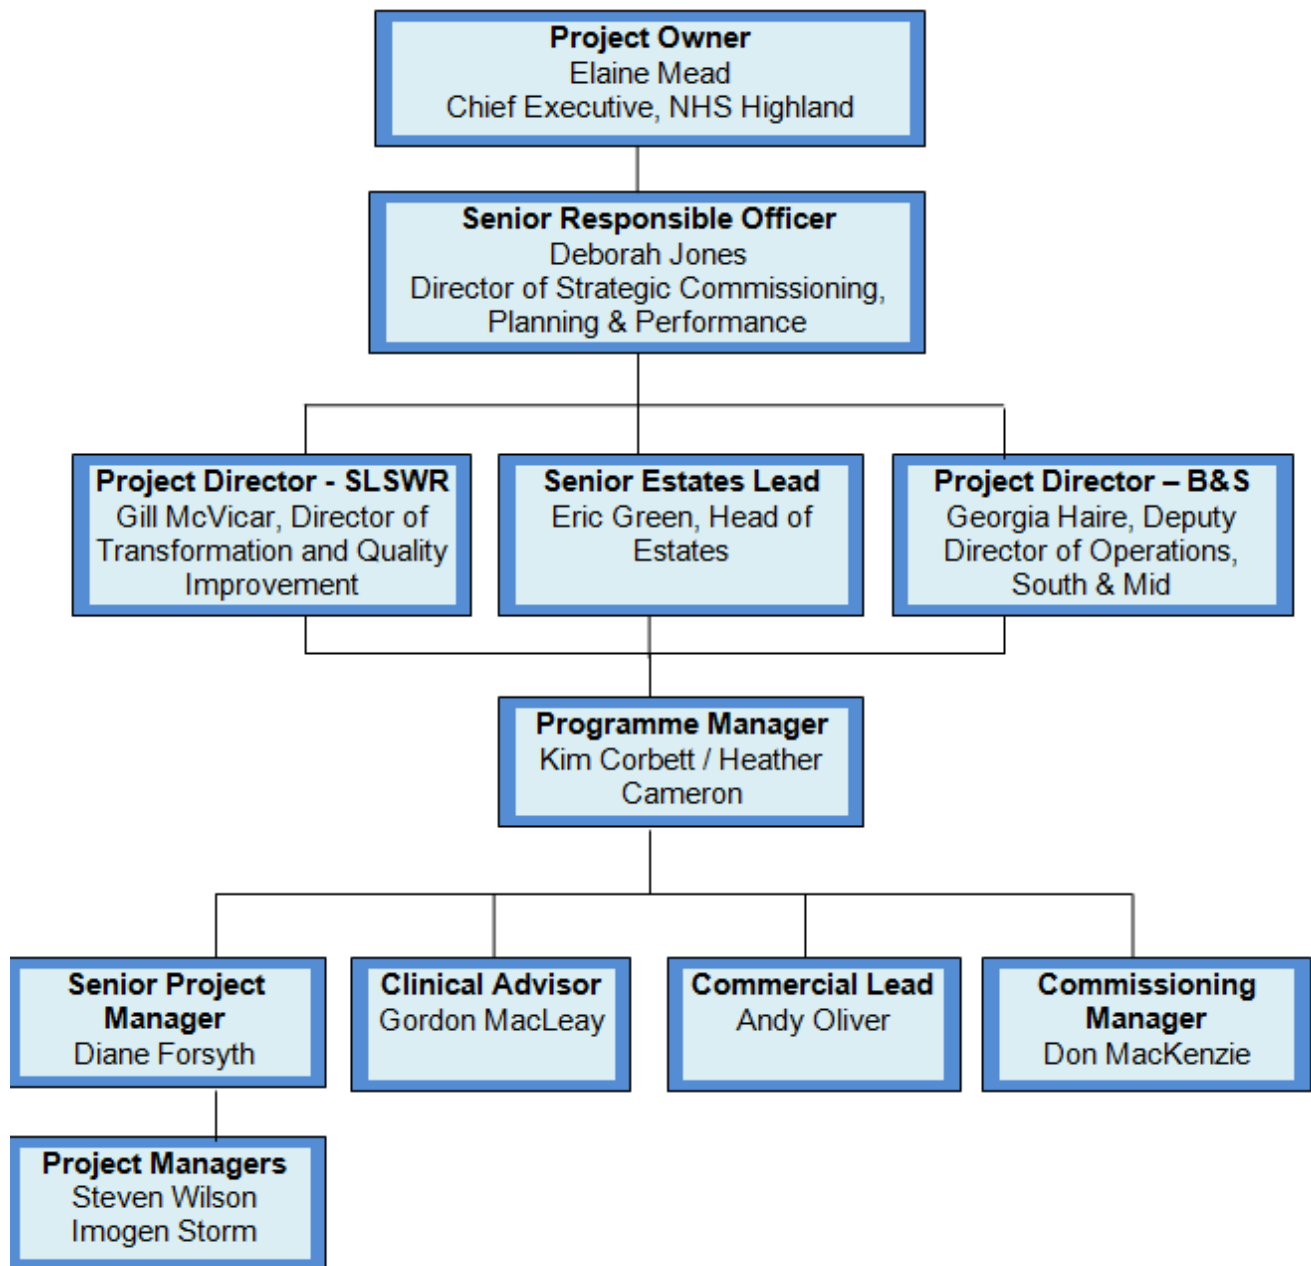 Project Owner
Elaine Mead
Chief Executive, NHS Highland
Senior Responsible Officer
Deborah Jones
Director of Strategic Commissioning,
Planning & Performance
Project Director - SLSWR
Gill McVicar, Director of
Transformation and Quality
Improvement
Senior Estates Lead
Eric Green, Head of
Estates
Project Director – B&S
Georgia Haire, Deputy
Director of Operations,
South & Mid
Programme Manager
Kim Corbett / Heather
Cameron
Senior Project
Manager
Diane Forsyth
Clinical Advisor
Gordon MacLeay
Commercial Lead
Andy Oliver
Commissioning
Manager
Don MacKenzie
Project Managers
Steven Wilson
Imogen Storm